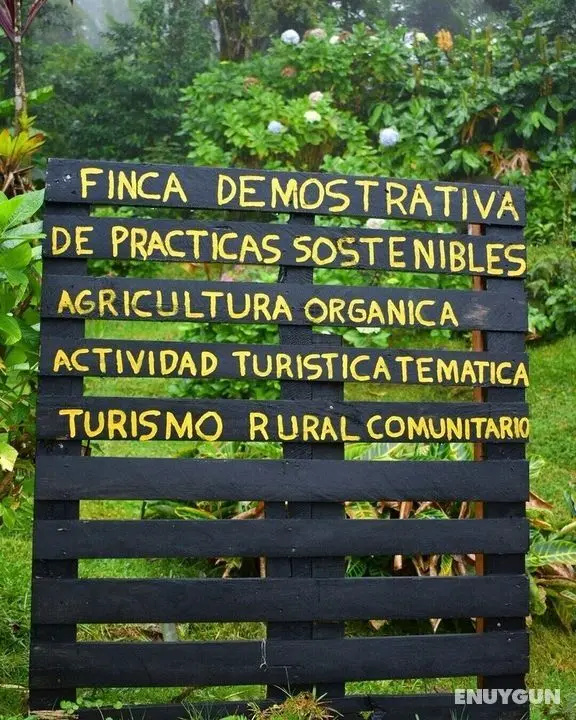 FINCA DEMOSTRATIVA
DE PRACTICAS SOSTENIBLES
AGRICULTURA ORGANICA
ACTIVIDAD TURISTICA TEMATICA
TURISMO RURAL COMUNITARIO
ENUYGUN